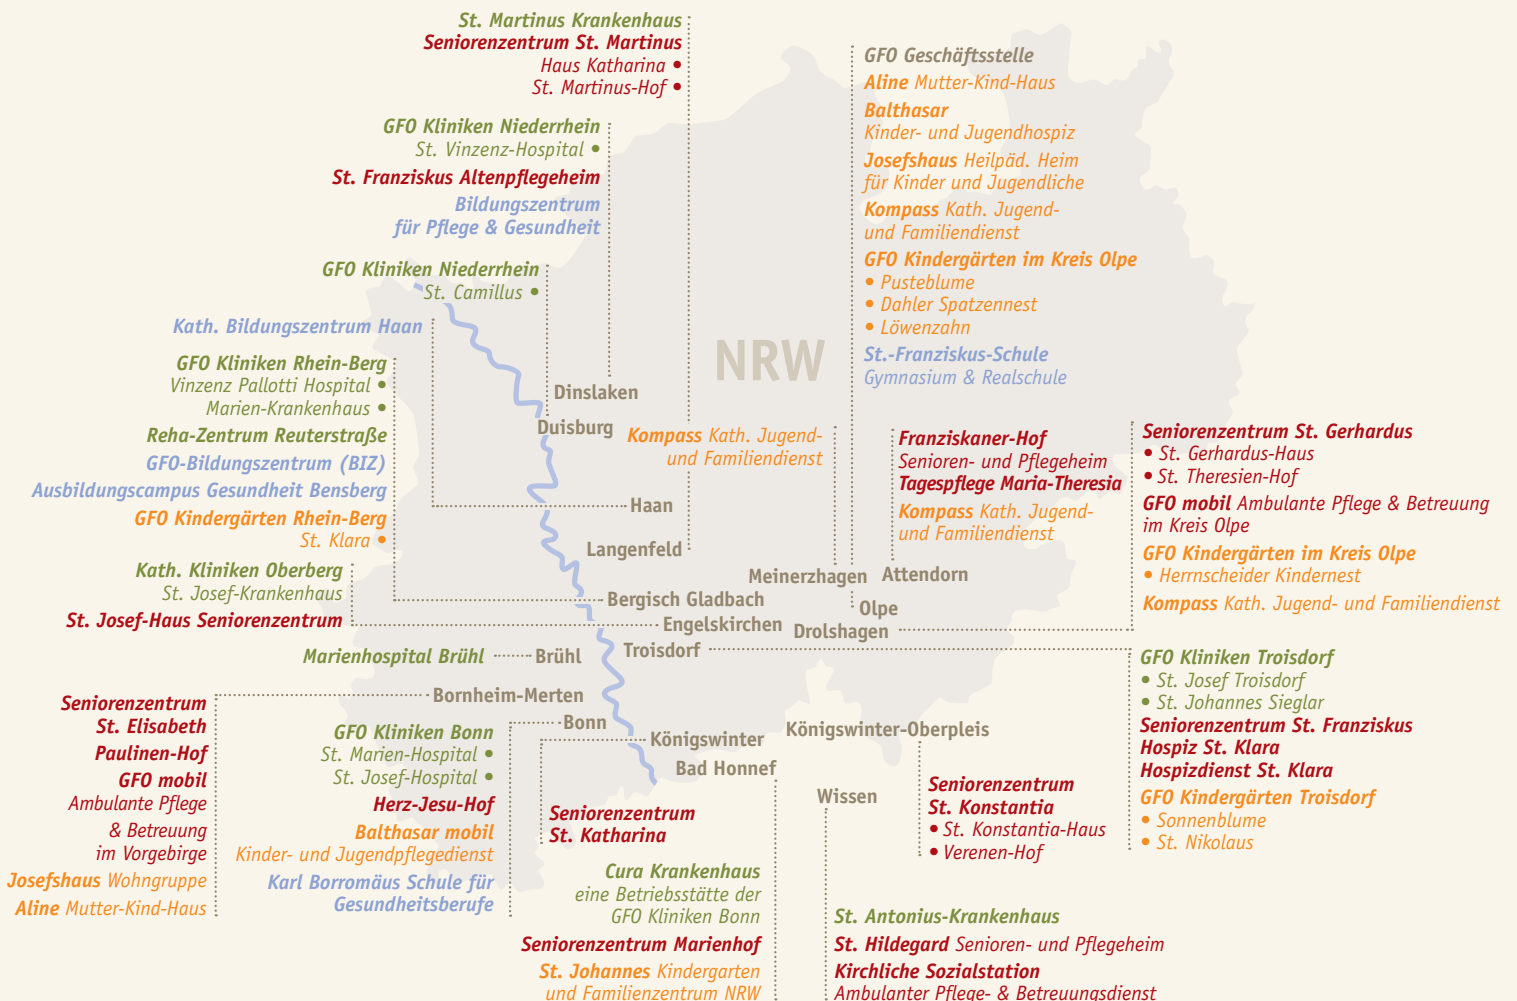 St. Martinus Krankenhaus
Seniorenzentrum St. Martinus
Haus Katharina •
St. Martinus-Hof •
GFO Kliniken Niederrhein
St. Vinzenz-Hospital •
St. Franziskus Altenpflegeheim
Bildungszentrum
für Pflege & Gesundheit
GFO Kliniken Niederrhein
St. Camillus •
Kath. Bildungszentrum Haan
GFO Kliniken Rhein-Berg
Vinzenz Pallotti Hospital •
Marien-Krankenhaus •
Reha-Zentrum Reuterstraße
GFO-Bildungszentrum (BIZ)
Ausbildungscampus Gesundheit Bensberg
GFO Kindergärten Rhein-Berg
St. Klara •
Kath. Kliniken Oberberg
St. Josef-Krankenhaus
St. Josef-Haus Seniorenzentrum
Marienhospital Brühl
GFO Geschäftsstelle
Aline Mutter-Kind-Haus
Balthasar
Kinder- und Jugendhospiz
Josefshaus Heilpäd. Heim
für Kinder und Jugendliche
Kompass Kath. Jugend-
und Familiendienst
GFO Kindergärten im Kreis Olpe
• Pusteblume
• Dahler Spatzennest
• Löwenzahn
St.-Franziskus-Schule
Gymnasium & Realschule
NRW
Dinslaken
Duisburg
Kompass Kath. Jugend-
und Familiendienst
Franziskaner-Hof
Senioren- und Pflegeheim
Tagespflege Maria-Theresia
Kompass Kath. Jugend-
und Familiendienst
Seniorenzentrum St. Gerhardus
• St. Gerhardus-Haus
• St. Theresien-Hof
GFO mobil Ambulante Pflege & Betreuung
im Kreis Olpe
GFO Kindergärten im Kreis Olpe
• Herrnscheider Kindernest
Kompass Kath. Jugend- und Familiendienst
Haan
Langenfeld
Meinerzhagen
Attendorn
Bergisch Gladbach
Olpe
Engelskirchen
Drolshagen
Troisdorf
Brühl
Bornheim-Merten
Bonn
Königswinter
Königswinter-Oberpleis
Bad Honnef
Wissen
GFO Kliniken Troisdorf
• St. Josef Troisdorf
• St. Johannes Sieglar
Seniorenzentrum St. Franziskus
Hospiz St. Klara
Hospizdienst St. Klara
GFO Kindergärten Troisdorf
• Sonnenblume
• St. Nikolaus
Seniorenzentrum
St. Elisabeth
Paulinen-Hof
GFO mobil
Ambulante Pflege
& Betreuung
im Vorgebirge
Josefshaus Wohngruppe
Aline Mutter-Kind-Haus
GFO Kliniken Bonn
St. Marien-Hospital •
St. Josef-Hospital •
Herz-Jesu-Hof
Balthasar mobil
Kinder- und Jugendpflegedienst
Karl Borromäus Schule für
Gesundheitsberufe
Seniorenzentrum
St. Katharina
Seniorenzentrum
St. Konstantia
• St. Konstantia-Haus
• Verenen-Hof
Cura Krankenhaus
eine Betriebsstätte der
GFO Kliniken Bonn
Seniorenzentrum Marienhof
St. Johannes Kindergarten
und Familienzentrum NRW
St. Antonius-Krankenhaus
St. Hildegard Senioren- und Pflegeheim
Kirchliche Sozialstation
Ambulanter Pflege- & Betreuungsdienst